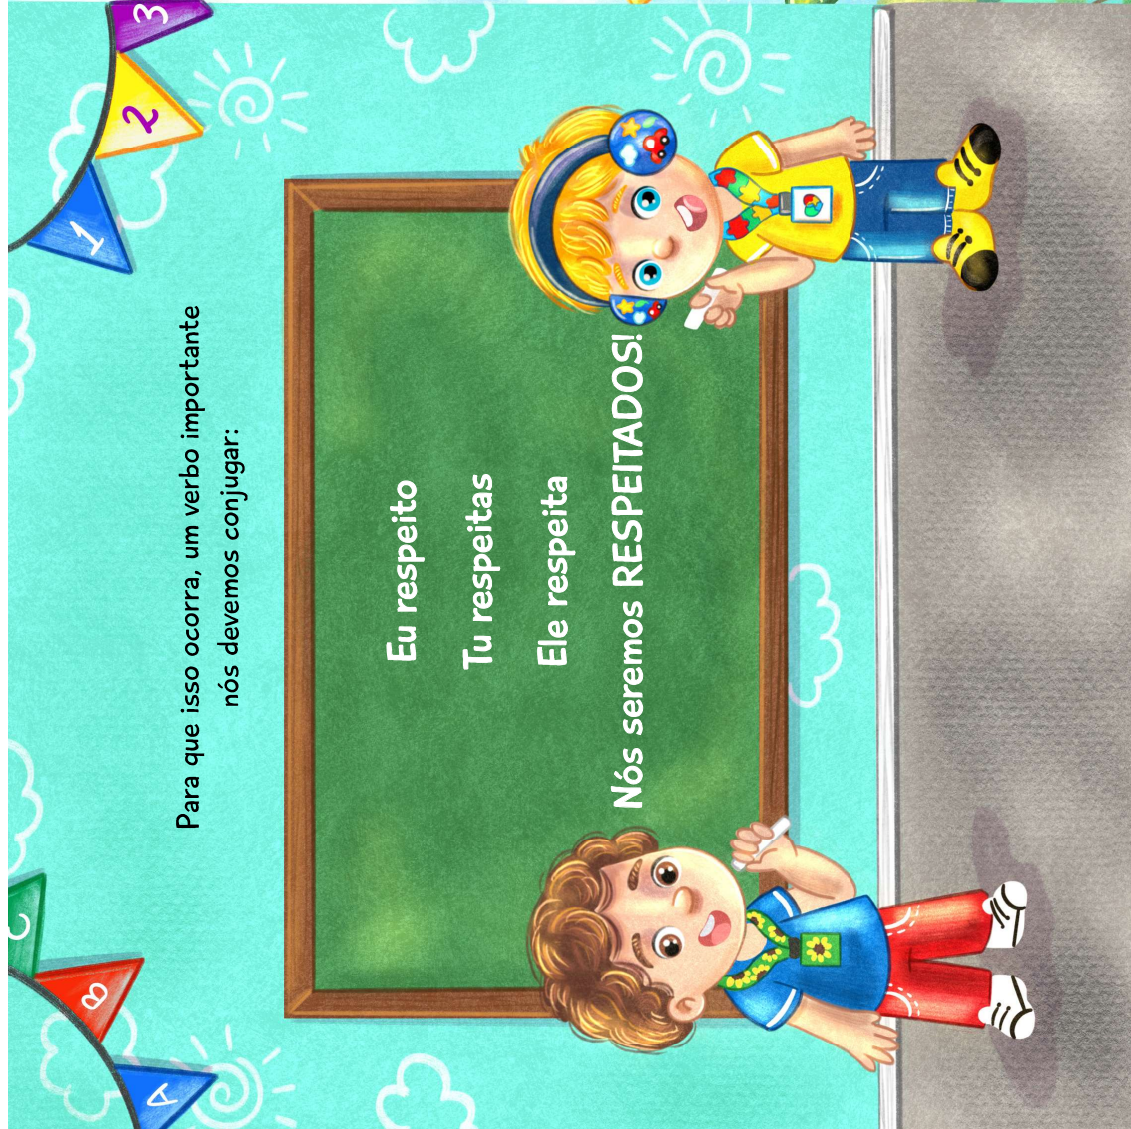 A
B
C
1
2
3
Para que isso ocorra, um verbo importante
nós devemos conjugar:
Eu respeito
Tu respeitas
Ele respeita
Nós seremos RESPEITADOS!